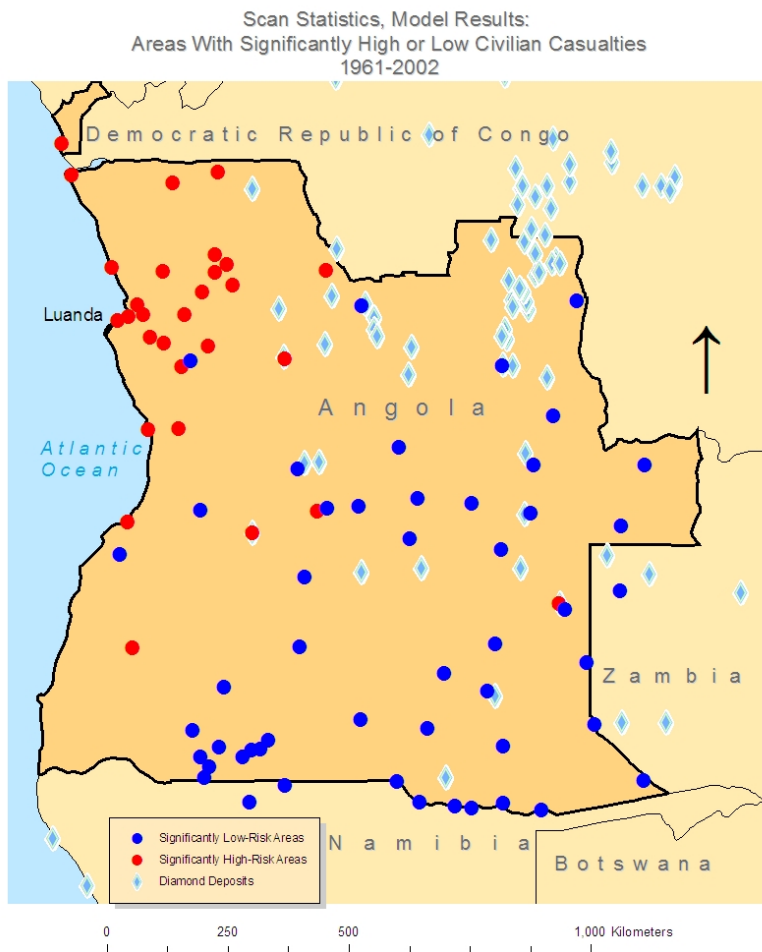 Scan Statistics, Model Results:
Areas With Significantly High or Low Civilian Casualties
1961-2002
Democratic Republic of Congo
Luanda
Angola
Atlantic
Ocean
Zambia
Namibia
Botswana
Significantly Low-Risk Areas
Significantly High-Risk Areas
Diamond Deposits
0 250 500 1,000 Kilometers